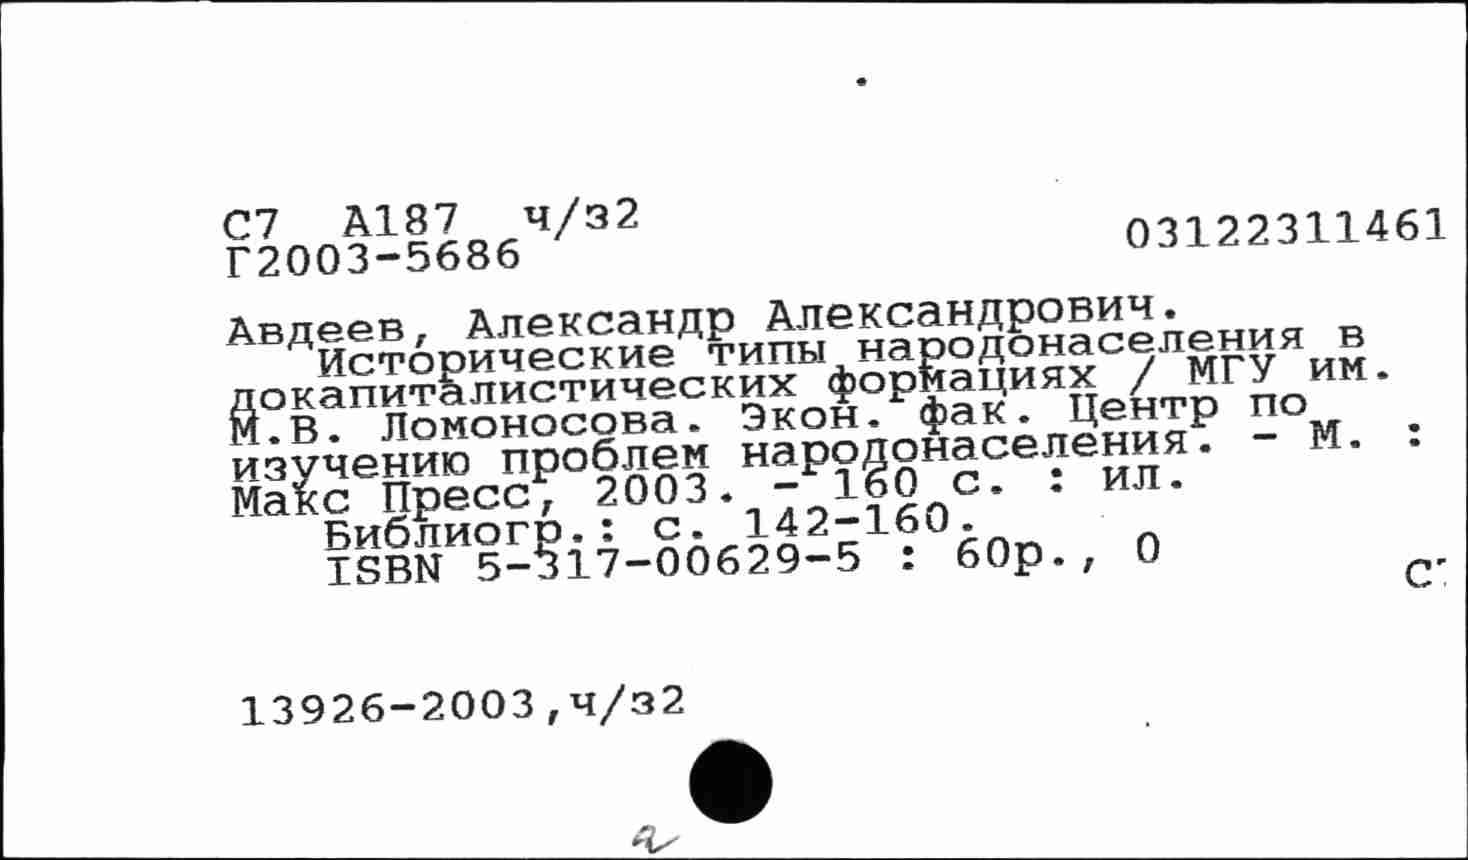 С7 А187 ч/з2
03122311461
Г2003-5686
Авдеев, Александр Александрович.
Исторические типы народонаселения в
докапиталистических формациях / МГУ им.
М.В. Ломоносова. Экон. фак. Центр по
изучению проблем народонаселения. - М. :
Макс Пресс, 2003. - 160 с. : ил.
Библиогр.: с. 142-160.
ISBN 5-317-00629-5 : 60р., 0
13926-2003,ч/з2